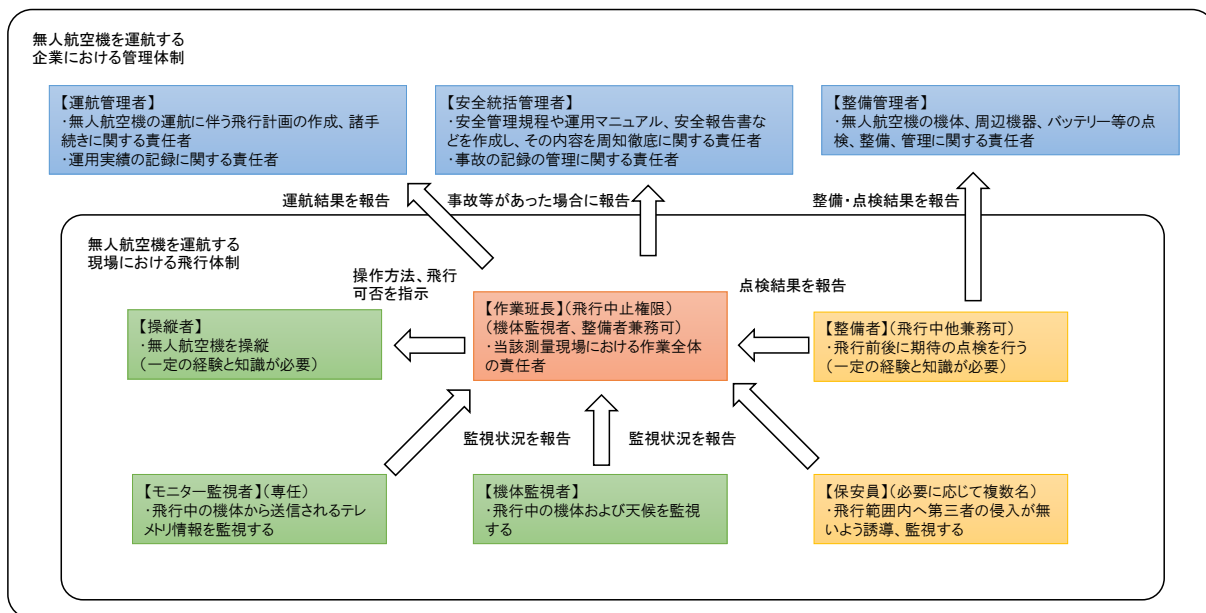 無人航空機を運航する
企業における管理体制
【運航管理者】
・無人航空機の運航に伴う飛行計画の作成、諸手
続きに関する責任者
・運用実績の記録に関する責任者
【安全統括管理者】
・安全管理規程や運用マニュアル、安全報告書な
どを作成し、その内容を周知徹底に関する責任者
・事故の記録の管理に関する責任者
【整備管理者】
・無人航空機の機体、周辺機器、バッテリー等の点
検、整備、管理に関する責任者
運航結果を報告
事故等があった場合に報告
整備・点検結果を報告
無人航空機を運航する
現場における飛行体制
操作方法、飛行
可否を指示
点検結果を報告
【操縦者】
・無人航空機を操縦
（一定の経験と知識が必要）
【作業班長】（飛行中止権限）
（機体監視者、整備者兼務可）
・当該測量現場における作業全体
の責任者
【整備者】（飛行中他兼務可）
・飛行前後に期待の点検を行う
（一定の経験と知識が必要）
監視状況を報告
監視状況を報告
【モニター監視者】（専任）
・飛行中の機体から送信されるテレ
メトリ情報を監視する
【機体監視者】
・飛行中の機体および天候を監視
する
【保安員】（必要に応じて複数名）
・飛行範囲内へ第三者の侵入が無
いよう誘導、監視する